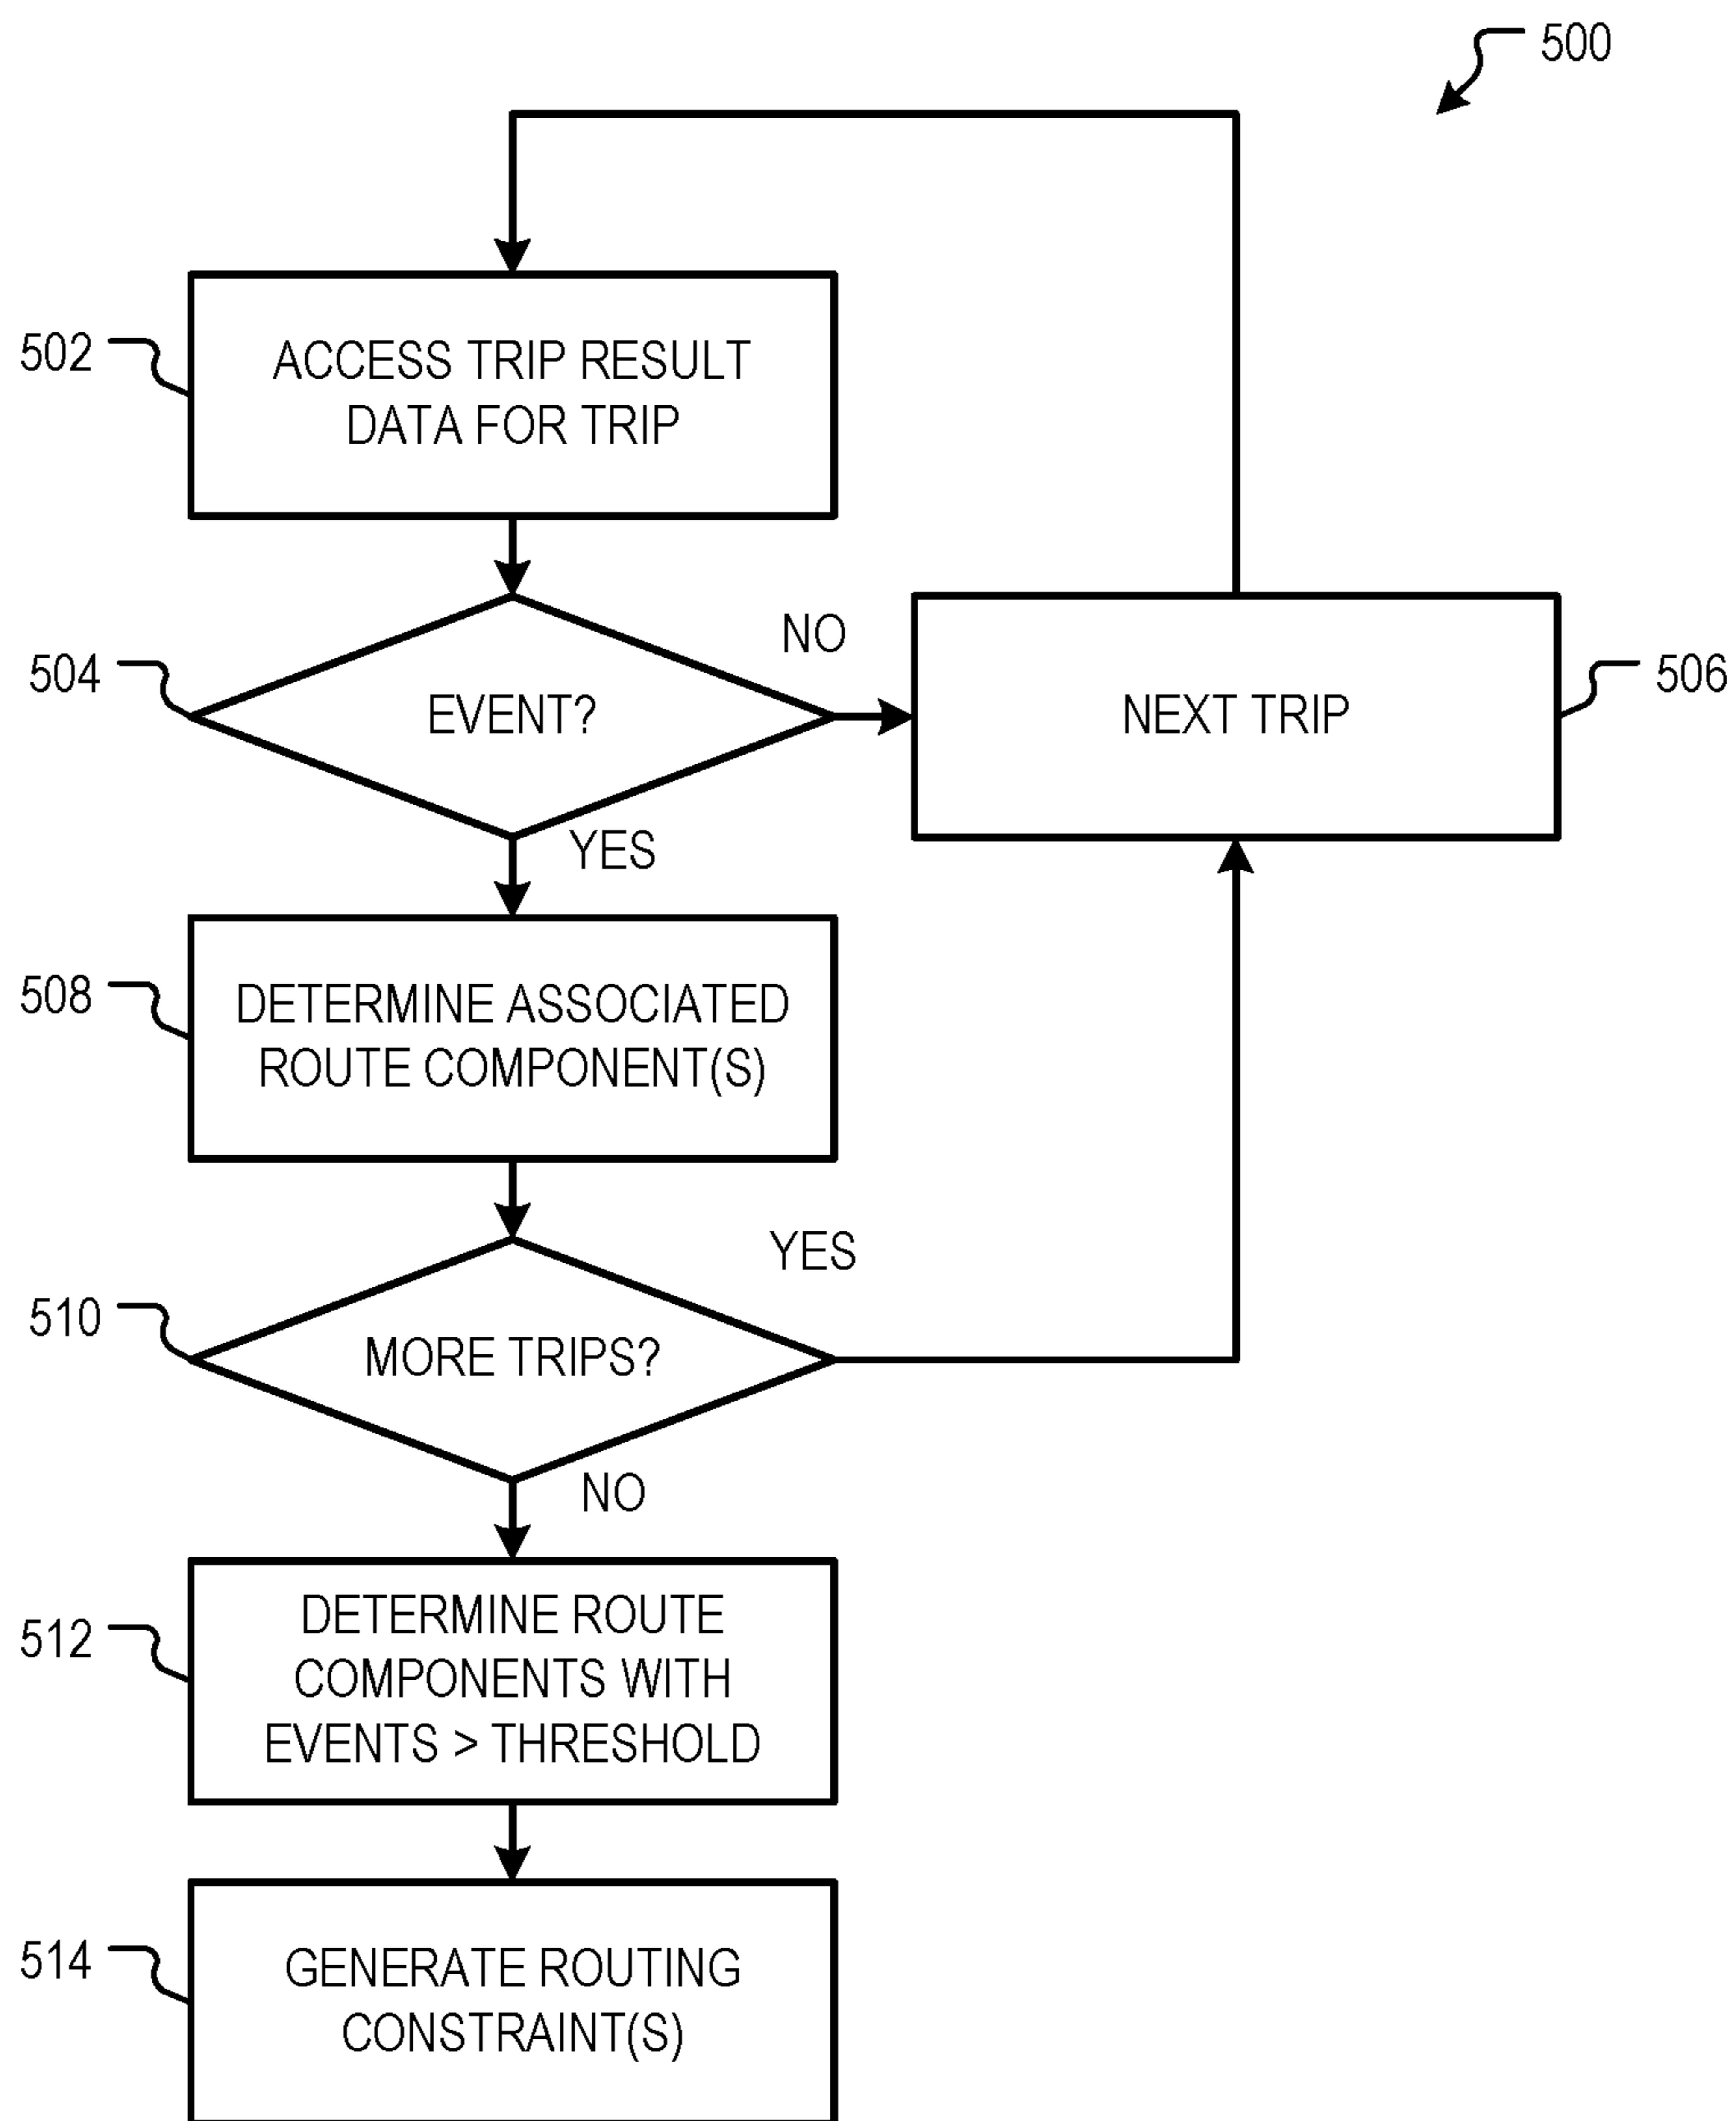 500
502
ACCESS TRIP RESULT
DATA FOR TRIP
504
EVENT?
NO
NEXT TRIP
506
YES
508
DETERMINE ASSOCIATED
ROUTE COMPONENT(S)
510
MORE TRIPS?
YES
NO
512
DETERMINE ROUTE
COMPONENTS WITH
EVENTS > THRESHOLD
514
GENERATE ROUTING
CONSTRAINT(S)